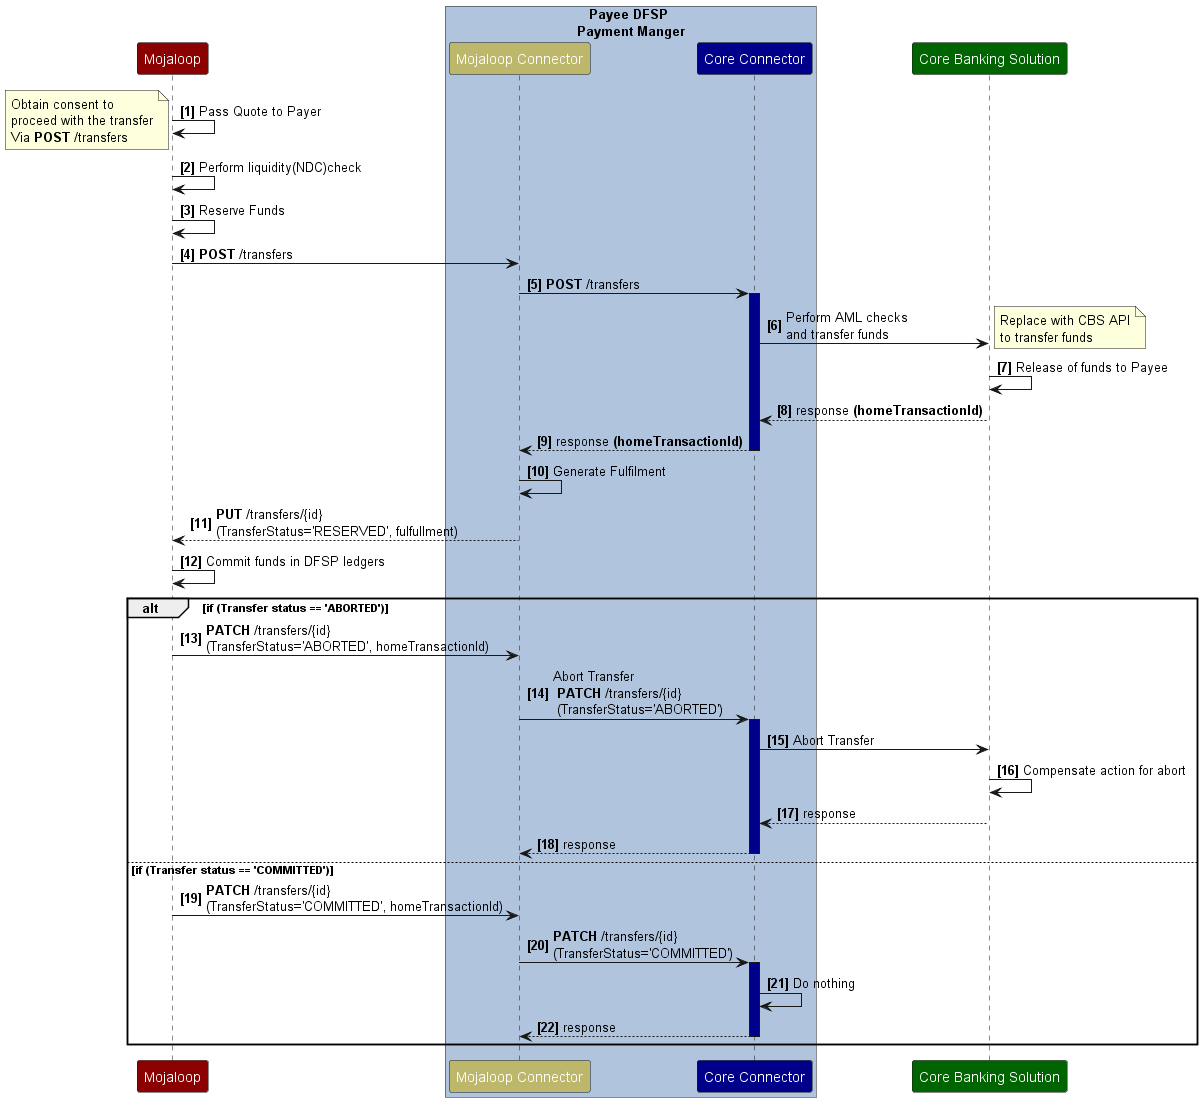 Payee DFSP
Payment Manger
Mojaloop
Mojaloop Connector
Core Connector
Core Banking Solution
Obtain consent to
proceed with the transfer
Via POST /transfers
[1] Pass Quote to Payer
[2] Perform liquidity(NDC)check
[3] Reserve Funds
[4] POST /transfers
[5] POST /transfers
[6] Perform AML checks
and transfer funds
Replace with CBS API
to transfer funds
[7] Release of funds to Payee
[8] response (homeTransactionId)
[9] response (homeTransactionId)
[10] Generate Fulfilment
[11] PUT /transfers/{id}
(TransferStatus='RESERVED', fulfullment)
[12] Commit funds in DFSP ledgers
alt [if (Transfer status == 'ABORTED')]
[13] PATCH /transfers/{id}
(TransferStatus='ABORTED', homeTransactionId)
Abort Transfer
[14] PATCH /transfers/{id}
(TransferStatus='ABORTED')
[15] Abort Transfer
[16] Compensate action for abort
[17] response
[18] response
[if (Transfer status == 'COMMITTED')]
[19] PATCH /transfers/{id}
(TransferStatus='COMMITTED', homeTransactionId)
[20] PATCH /transfers/{id}
(TransferStatus='COMMITTED')
[21] Do nothing
[22] response
Mojaloop
Mojaloop Connector
Core Connector
Core Banking Solution